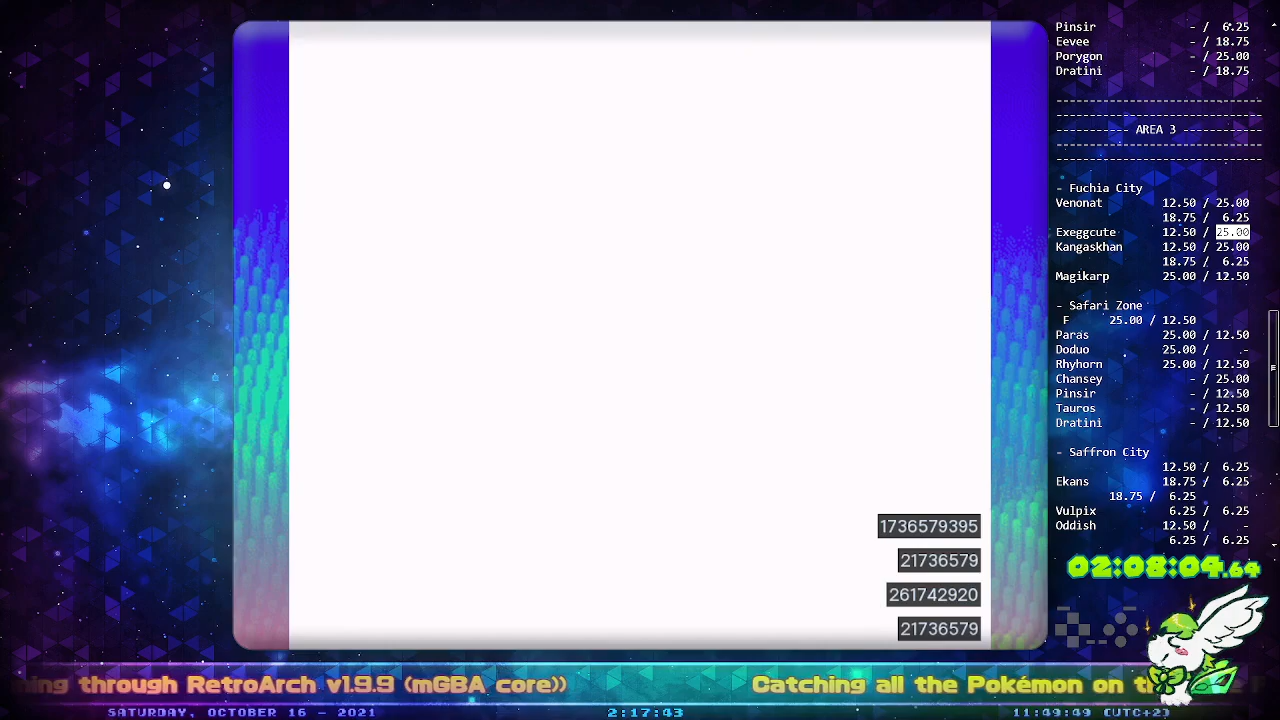 Pinsir - / 6.25
Eevee - / 18.75
Porygon - / 25.00
Dratini - / 18.75
AREA 3
- Fuchia City
Venonat 12.50 / 25.00
18.75 / 6.25
Exeggcute 12.50 / 25.00
Kangaskhan 12.50 / 25.00
18.75 / 6.25
Magikarp 25.00 / 12.50
- Safari Zone
F 25.00 / 12.50
Paras 25.00 / 12.50
Doduo 25.00 / -
Rhyhorn 25.00 / 12.50
Chansey - / 25.00
Pinsir - / 12.50
Tauros - / 12.50
Dratini - / 12.50
- Saffron City
12.50 / 6.25
Ekans 18.75 / 6.25
18.75 / 6.25
Vulpix 6.25 / 6.25
Oddish 12.50 / -
6.25 / 6.25
1736579395
21736579
261742920
21736579
02:08:04.64
ning through RetroArch v1.9.9 (mGBA core)) Catching all the Pokémon on
SATURDAY, OCTOBER 16 - 2021 2:17:43 11:49:49 (UTC+2)